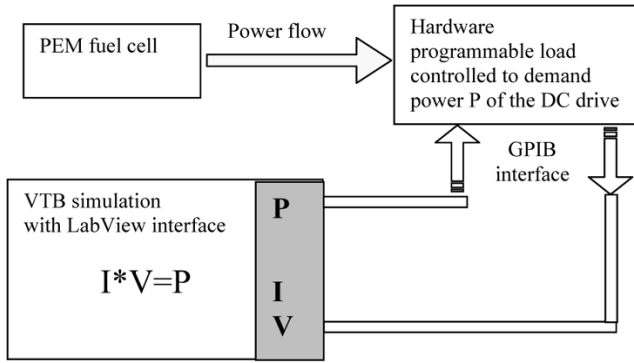 PEM fuel cell
Power flow
Hardware
programmable load
controlled to demand
power P of the DC drive
GPIB
interface
VTB simulation
with LabView interface
I*V=P
P
I
V